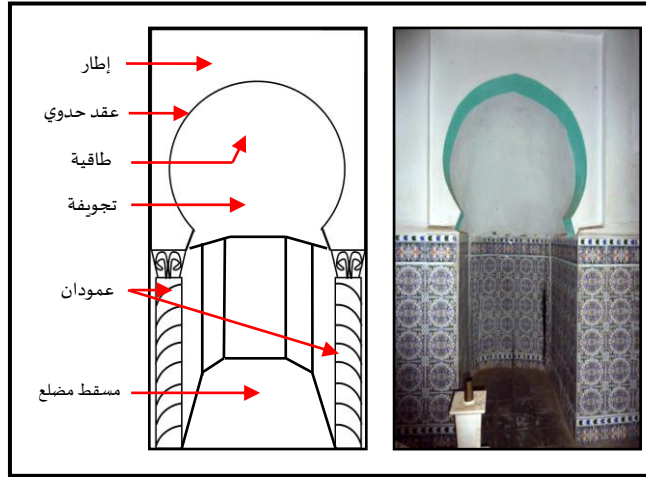 إطار
عقد حدوي
طاقية
تجويفة
عمودان
مسقط مضلع